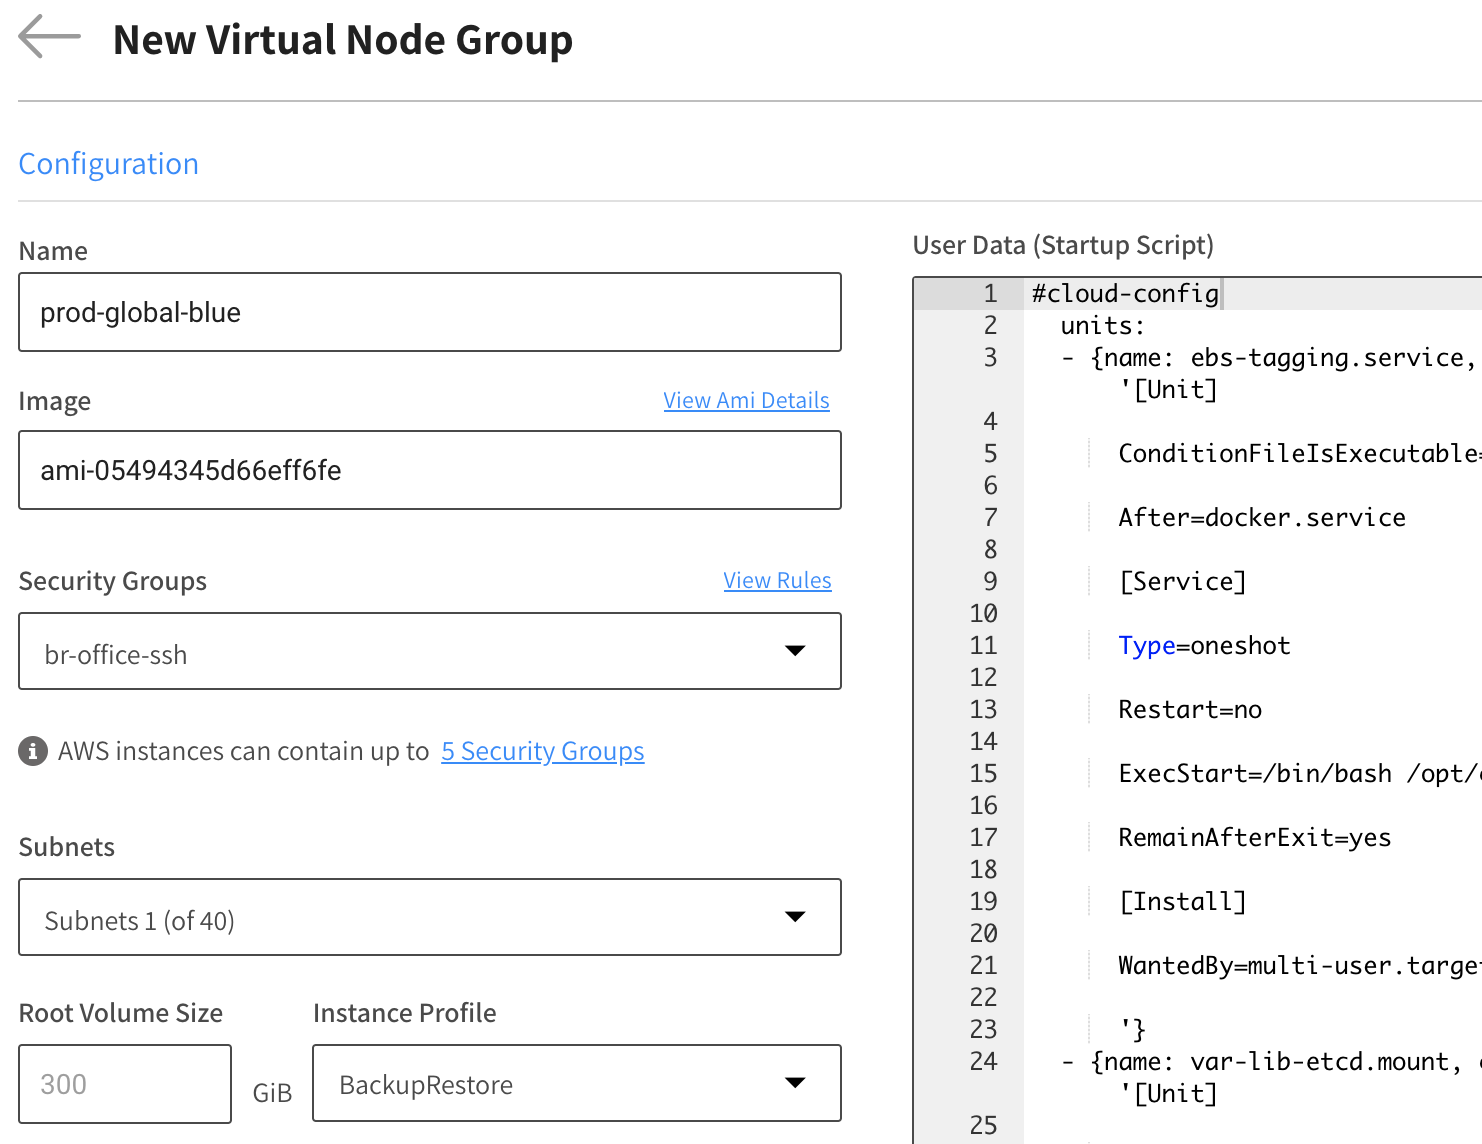 New Virtual Node Group
Configuration
Name
prod-global-blue
Image View Ami Details
ami-05494345d66eff6fe
Security Groups View Rules
br-office-ssh
AWS instances can contain up to 5 Security Groups
Subnets
Subnets 1 (of 40)
Root Volume Size Instance Profile
300 GiB BackupRestore
User Data (Startup Script)
1 #cloud-config
2 units:
3 - {name: ebs-tagging.service,
'[Unit]
4
5 ConditionFileIsExecutable=
6
7 After=docker.service
8
9 [Service]
10
11 Type=oneshot
12
13 Restart=no
14
15 ExecStart=/bin/bash /opt/
16
17 RemainAfterExit=yes
18
19 [Install]
20
21 WantedBy=multi-user.target
22
23 '}
24 - {name: var-lib-etcd.mount,
'[Unit]
25